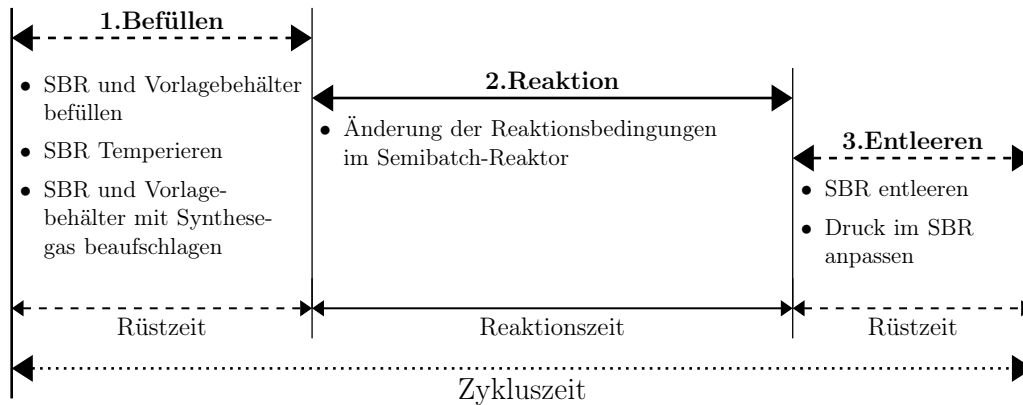 1.Befüllen
• SBR und Vorlagebehälter
befüllen
• SBR Temperieren
• SBR und Vorlage-
behälter mit Synthese-
gas beaufschlagen
2.Reaktion
• Änderung der Reaktionsbedingungen
im Semibatch-Reaktor
3.Entleeren
• SBR entleeren
• Druck im SBR
anpassen
Rüstzeit
Reaktionszeit
Rüstzeit
Zykluszeit